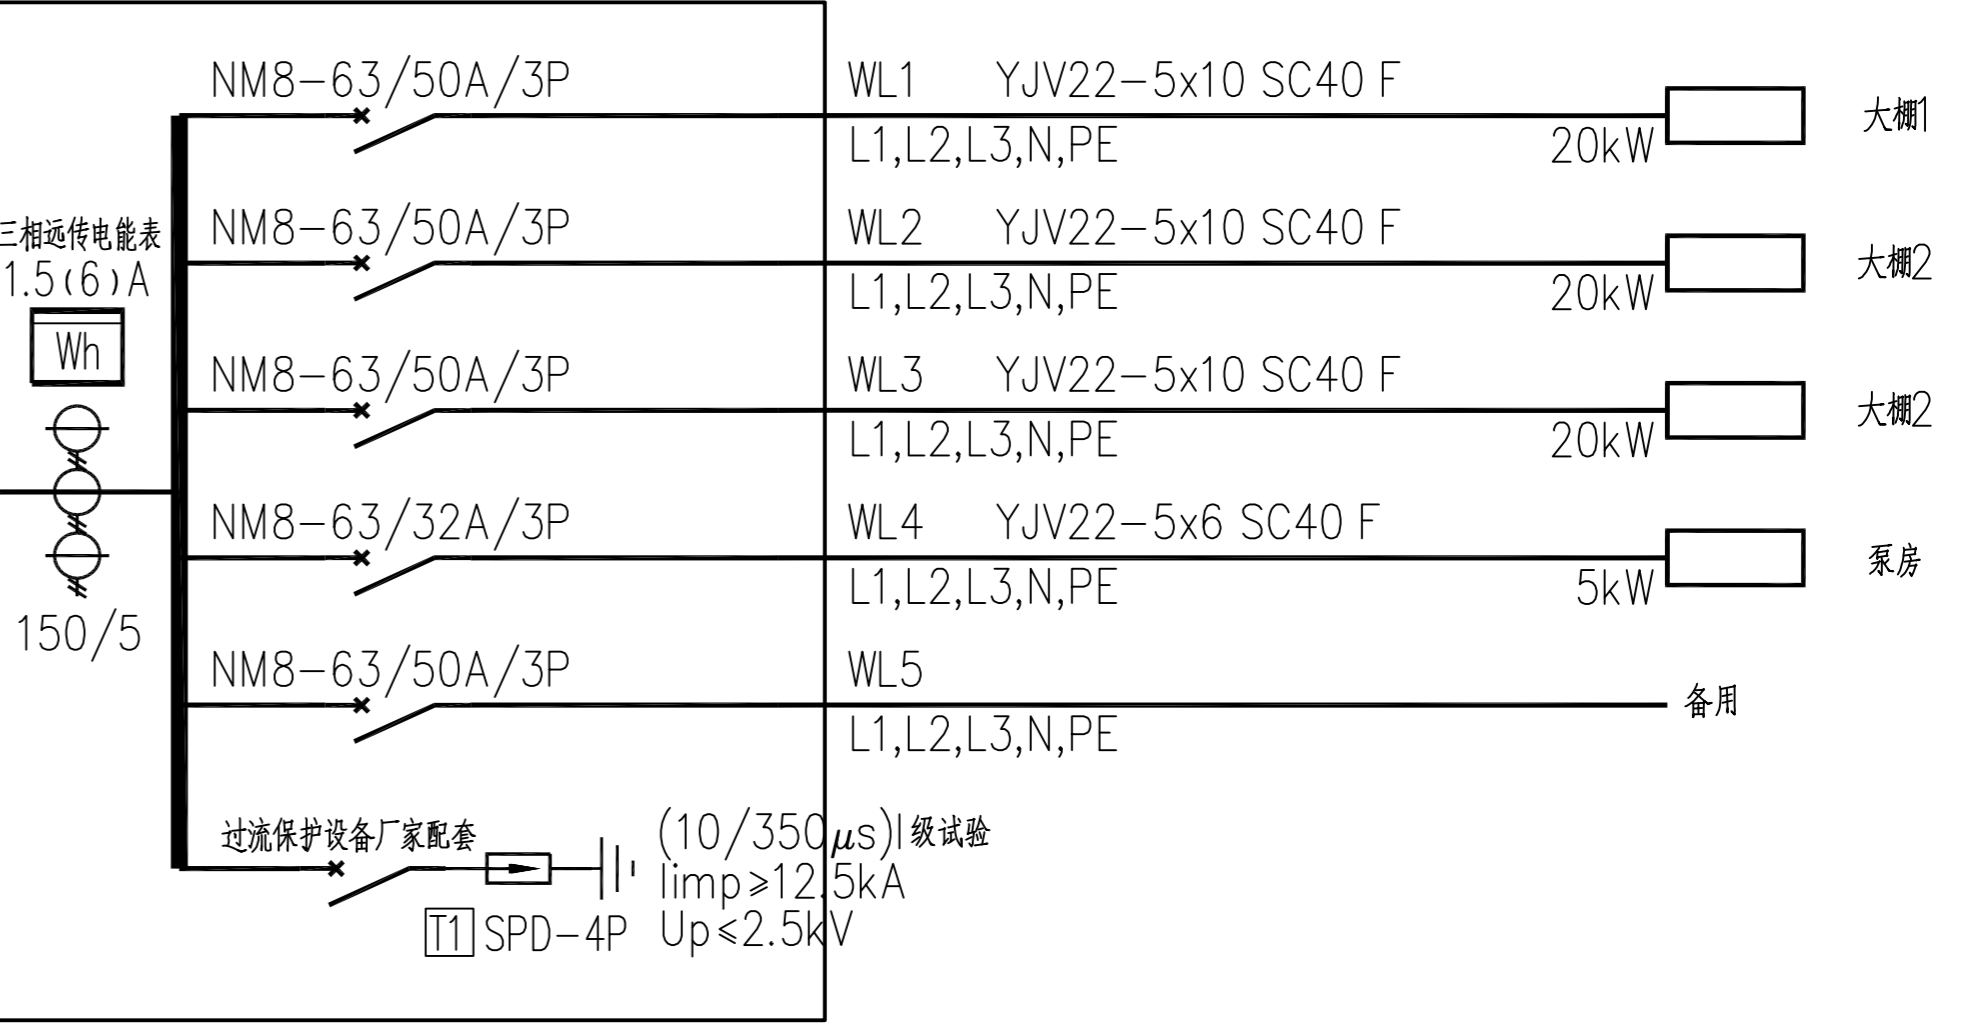 NM8-63/50A/3P
WL1 YJV22-5x10 SC40 F
L1,L2,L3,N,PE
20kW
大棚1
三相远传电能表
1.5(6)A
Wh
150/5
NM8-63/50A/3P
WL2 YJV22-5x10 SC40 F
L1,L2,L3,N,PE
20kW
大棚2
NM8-63/50A/3P
WL3 YJV22-5x10 SC40 F
L1,L2,L3,N,PE
20kW
大棚2
NM8-63/32A/3P
WL4 YJV22-5x6 SC40 F
L1,L2,L3,N,PE
5kW
泵房
NM8-63/50A/3P
WL5
L1,L2,L3,N,PE
备用
过流保护设备厂家配套
T1 SPD-4P
(10/350μs)I级试验
Iimp≥12.5kA
Up≤2.5kV